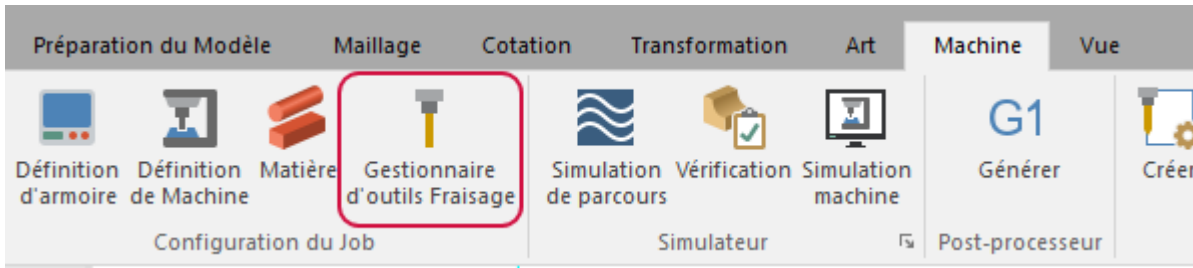 Préparation du Modèle Maillage Cotation Transformation Art Machine Vue
G1
Définition d'armoire
Définition de Machine
Matière
Gestionnaire d'outils Fraisage
Simulation de parcours
Vérification
Simulation machine
Générer
Créer
Configuration du Job Simulateur Post-processeur